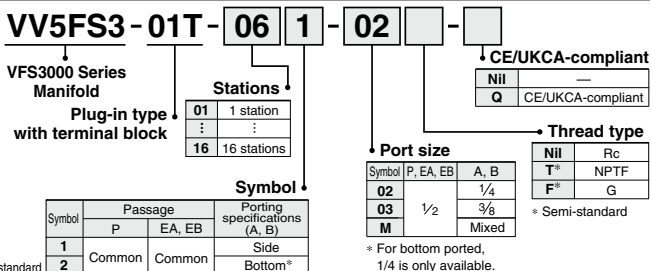 VV5FS3-01T-06 1-02 -
CE/UKCA-compliant
Nil —
Q CE/UKCA-compliant
VFS3000 Series
Manifold
Plug-in type
with terminal block
Stations
01 1 station
⋮ ⋮
16 16 stations
Thread type
Nil Rc
T* NPTF
F* G
* Semi-standard
Port size
Symbol P, EA, EB A, B
02 1/2 1/4
03 3/8
M Mixed
* For bottom ported,
1/4 is only available.
Symbol
Symbol Passage Porting specifications (A, B)
P EA, EB
1 Common Common Side
2 Bottom*
standard